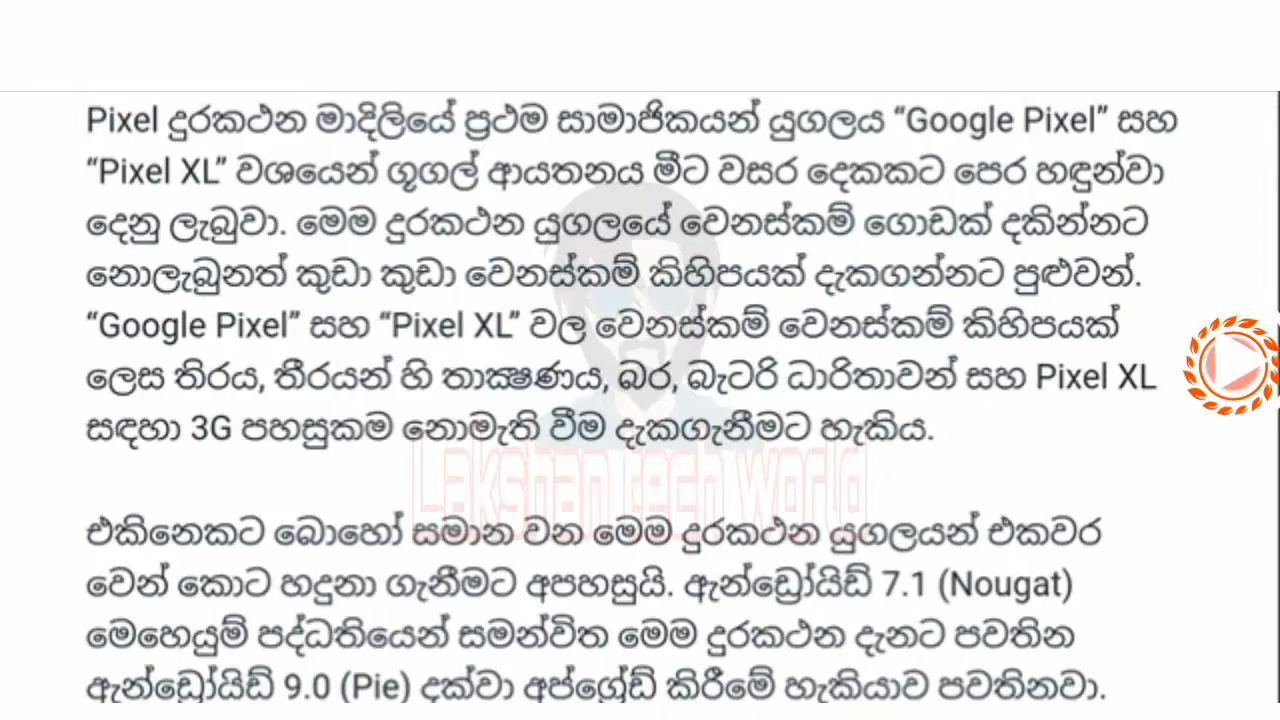 Pixel දුරකථන මාදිලියේ ප්‍රථම සාමාජිකයන් යුගලය “Google Pixel” සහ
“Pixel XL” වශයෙන් ගූගල් ආයතනය මීට වසර දෙකකට පෙර හඳුන්වා
දෙනු ලැබුවා. මෙම දුරකථන යුගලයේ වෙනස්කම් ගොඩක් දකින්නට
නොලැබුනත් කුඩා කුඩා වෙනස්කම් කිහිපයක් දැකගන්නට පුළුවන්.
“Google Pixel” සහ “Pixel XL” වල වෙනස්කම් වෙනස්කම් කිහිපයක්
ලෙස තිරය, තීරයන් හි තාක්‍ෂණය, බර, බැටරි ධාරිතාවන් සහ Pixel XL
සඳහා 3G පහසුකම නොමැති වීම දැකගැනීමට හැකිය.
Lakshan tech world
එකිනෙකට බොහෝ සමාන වන මෙම දුරකථන යුගලයන් එකවර
වෙන් කොට හදුනා ගැනීමට අපහසුයි. ඇන්ඩ්‍රෝයිඩ් 7.1 (Nougat)
මෙහෙයුම් පද්ධතියෙන් සමන්විත මෙම දුරකථන දැනට පවතින
ඇන්ඩ්‍රෝයිඩ් 9.0 (Pie) දක්වා අප්ග්‍රේඩ් කිරීමේ හැකියාව පවතිනවා.